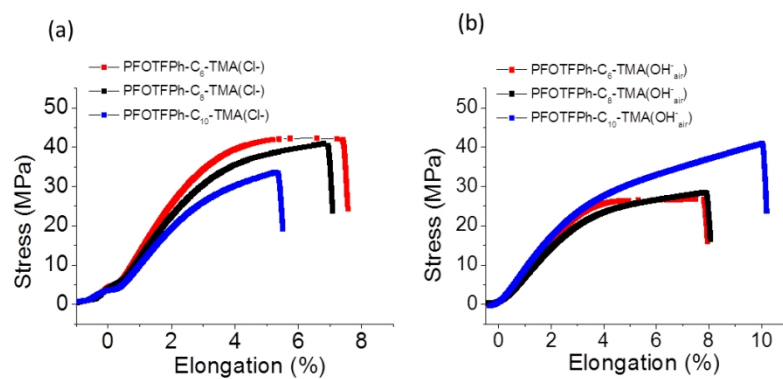 (a)
PFOTFPh-C₆-TMA(Cl-)
PFOTFPh-C₈-TMA(Cl-)
PFOTFPh-C₁₀-TMA(Cl-)
Stress (MPa)
50
40
30
20
10
0
0 2 4 6 8
Elongation (%)
(b)
PFOTFPh-C₆-TMA(OH⁻air)
PFOTFPh-C₈-TMA(OH⁻air)
PFOTFPh-C₁₀-TMA(OH⁻air)
Stress (MPa)
50
40
30
20
10
0
0 2 4 6 8 10
Elongation (%)